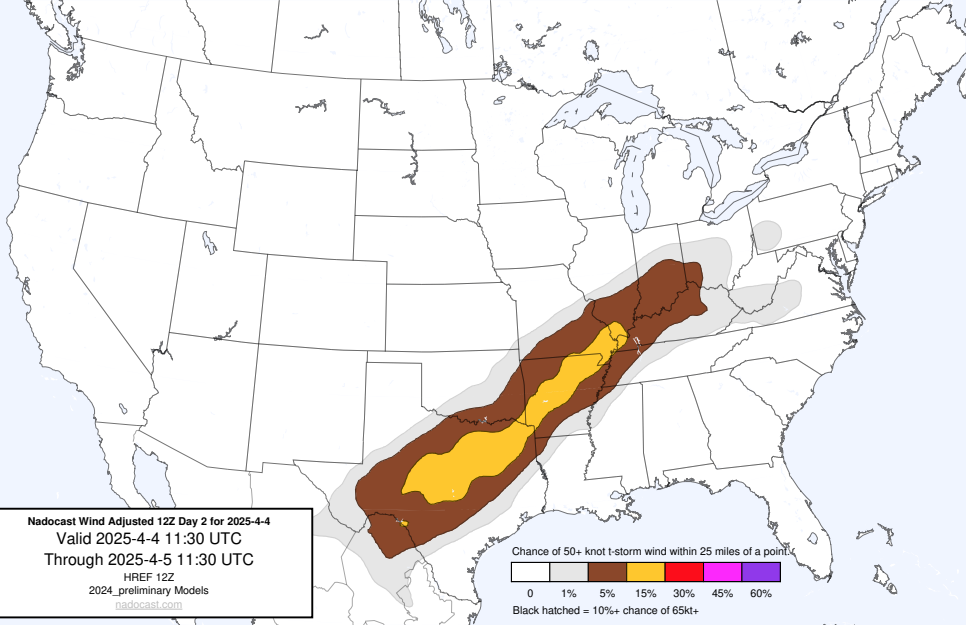 Nadocast Wind Adjusted 12Z Day 2 for 2025-4-4
Valid 2025-4-4 11:30 UTC
Through 2025-4-5 11:30 UTC
HREF 12Z
2024_preliminary Models
nadocast.com
Chance of 50+ knot t-storm wind within 25 miles of a point.
0 1% 5% 15% 30% 45% 60%
Black hatched = 10%+ chance of 65kt+